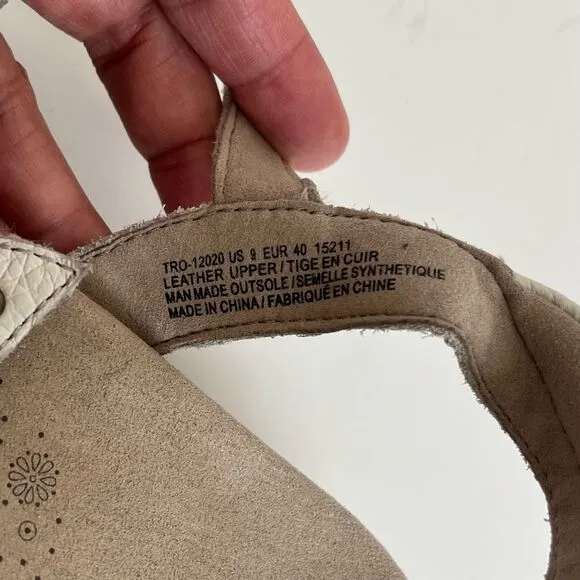 TRO-12020 US 9 EUR 40 15211
LEATHER UPPER/TIGE EN CUIR
MAN MADE OUTSOLE/SEMELLE SYNTHETIQUE
MADE IN CHINA/FABRIQUÉ EN CHINE